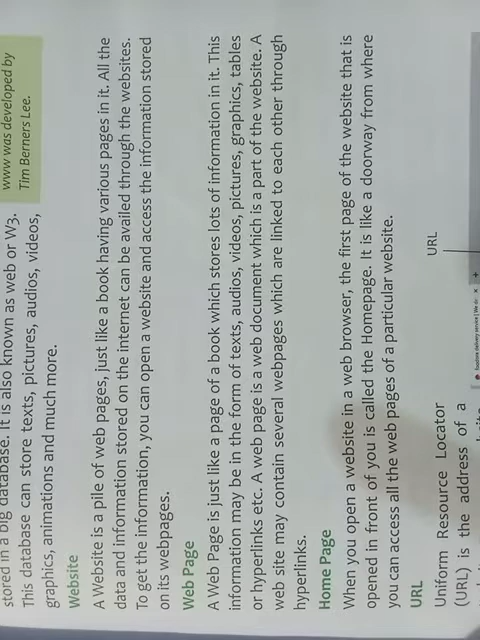 stored in a big database. It is also known as web or W3.
This database can store texts, pictures, audios, videos,
graphics, animations and much more.
www was developed by
Tim Berners Lee.
Website
A Website is a pile of web pages, just like a book having various pages in it. All the
data and information stored on the internet can be availed through the websites.
To get the information, you can open a website and access the information stored
on its webpages.
Web Page
A Web Page is just like a page of a book which stores lots of information in it. This
information may be in the form of texts, audios, videos, pictures, graphics, tables
or hyperlinks etc. A web page is a web document which is a part of the website. A
web site may contain several webpages which are linked to each other through
hyperlinks.
Home Page
When you open a website in a web browser, the first page of the website that is
opened in front of you is called the Homepage. It is like a doorway from where
you can access all the web pages of a particular website.
URL
Uniform Resource Locator
(URL) is the address of a
URL